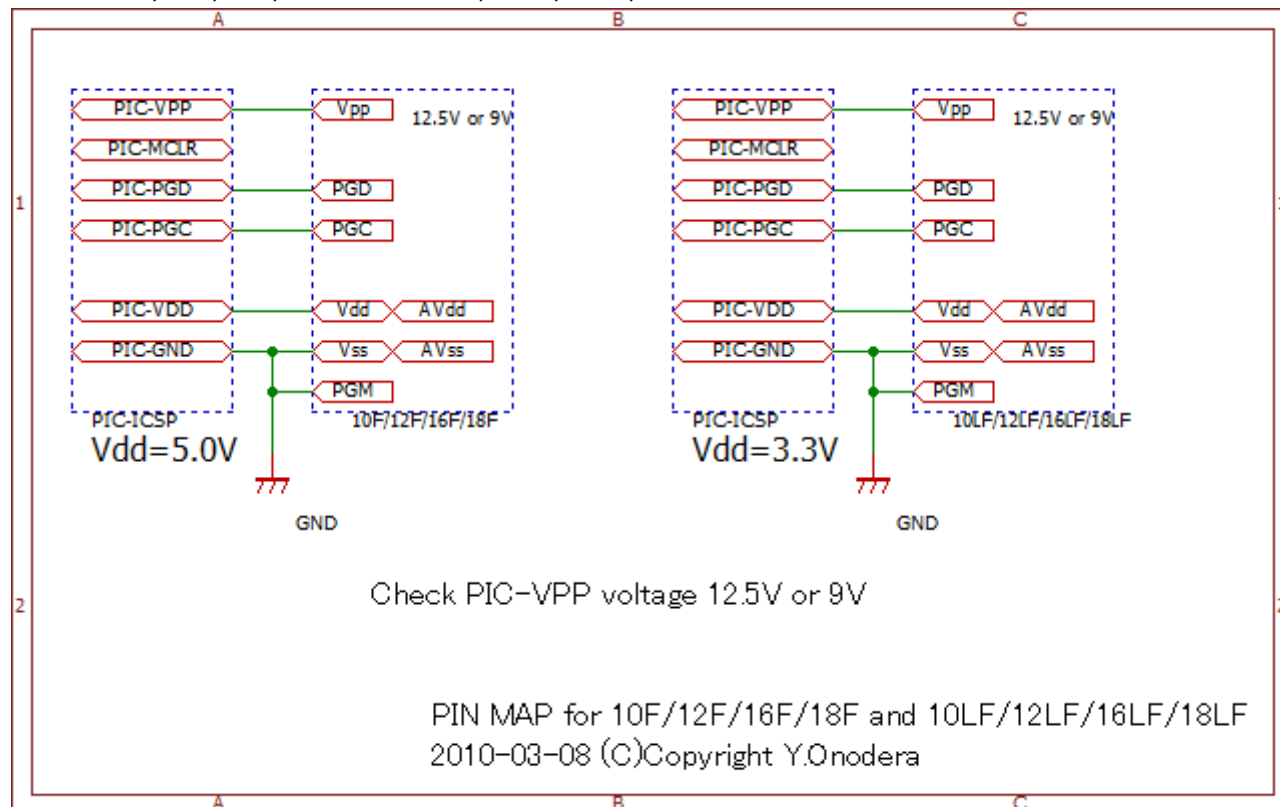 A B C
PIC-VPP Vpp 12.5V or 9V PIC-VPP Vpp 12.5V or 9V
PIC-MCLR PIC-MCLR
1 PIC-PGD PGD PIC-PGD PGD 1
PIC-PGC PGC PIC-PGC PGC
PIC-VDD Vdd AVdd PIC-VDD Vdd AVdd
PIC-GND Vss AVss PIC-GND Vss AVss
PGM PGM
PIC-ICSP 10F/12F/16F/18F PIC-ICSP 10LF/12LF/16LF/18LF
Vdd=5.0V Vdd=3.3V
GND GND
2 Check PIC-VPP voltage 12.5V or 9V 2
PIN MAP for 10F/12F/16F/18F and 10LF/12LF/16LF/18LF
2010-03-08 (C)Copyright Y.Onodera
A B C